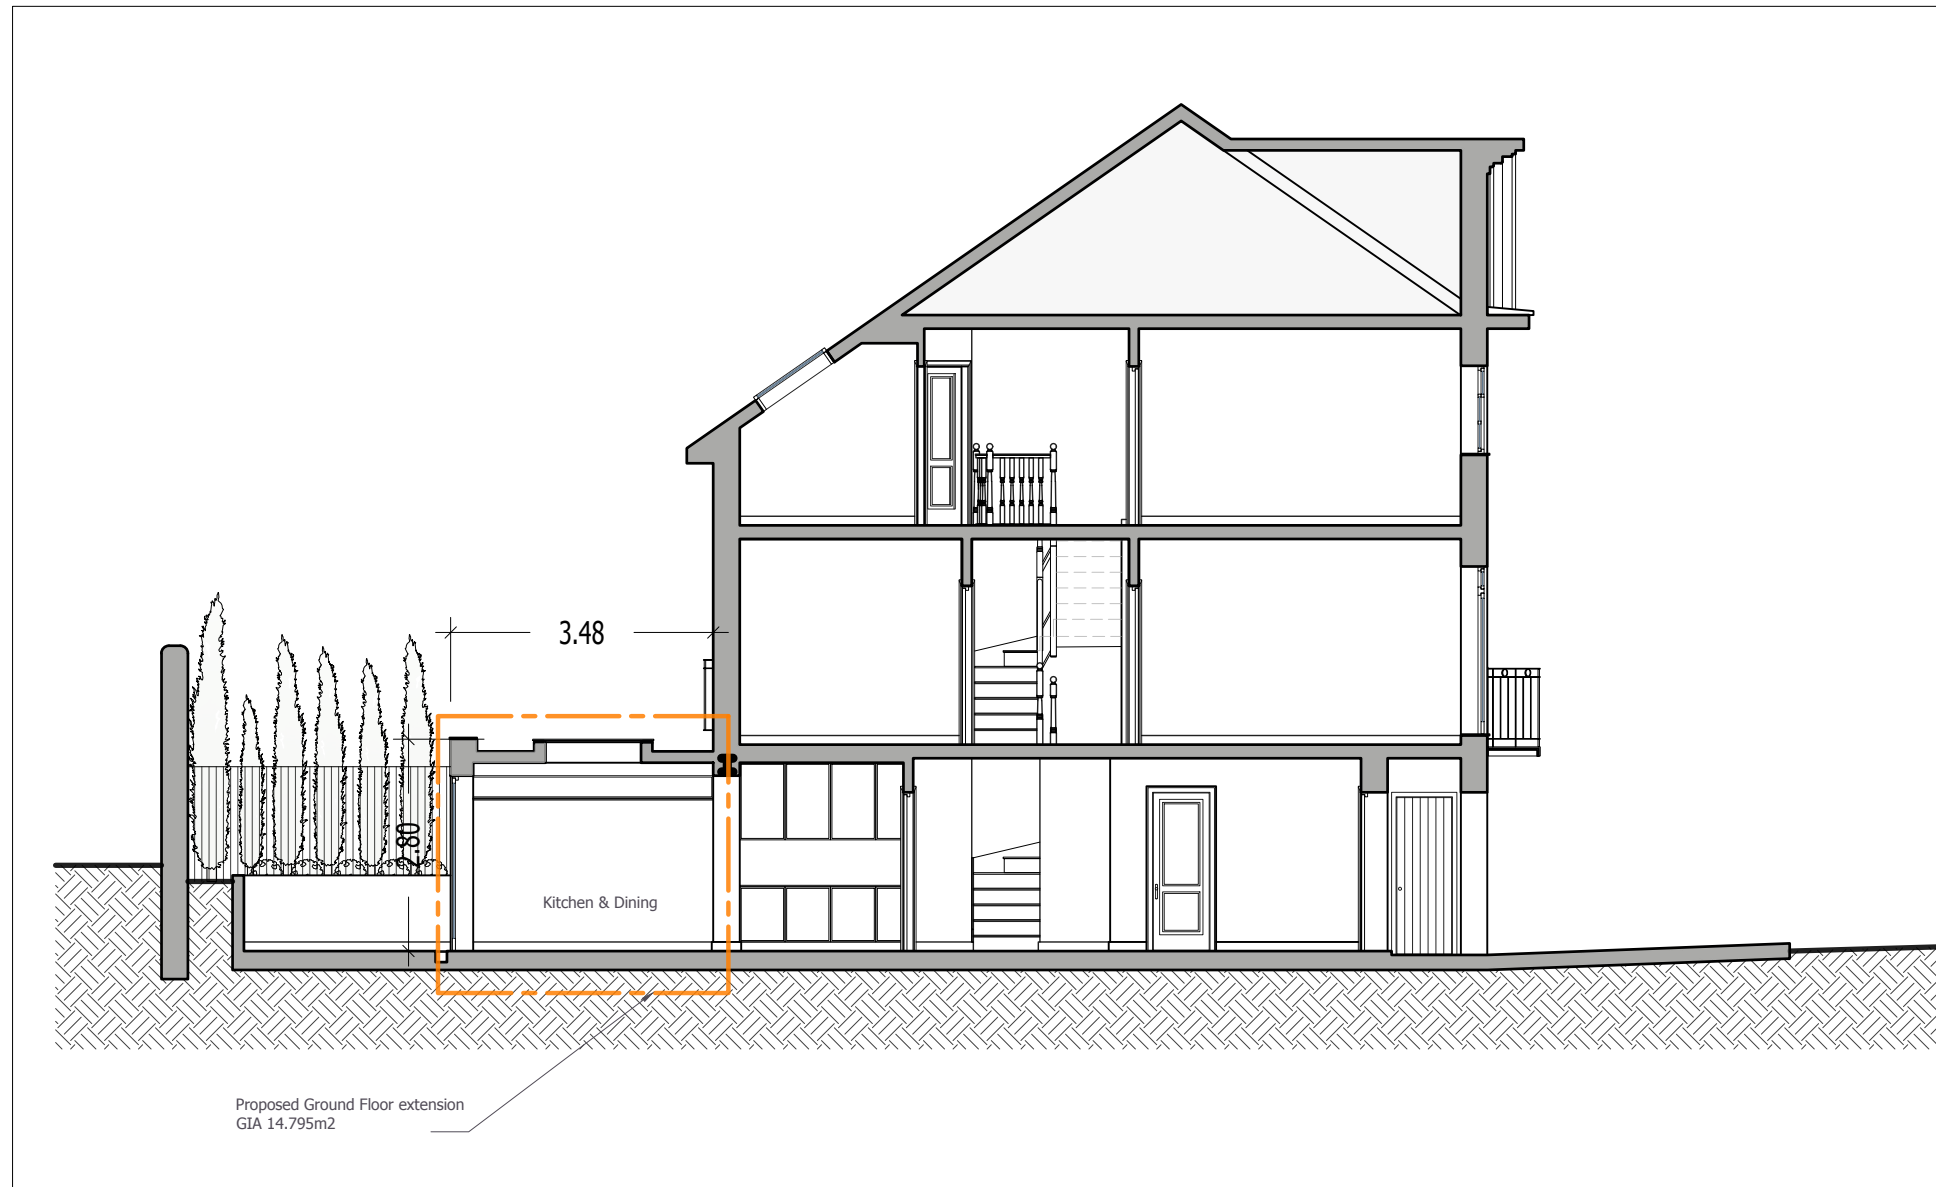 3.48
2.80
Kitchen & Dining
Proposed Ground Floor extension
GIA 14.795m2